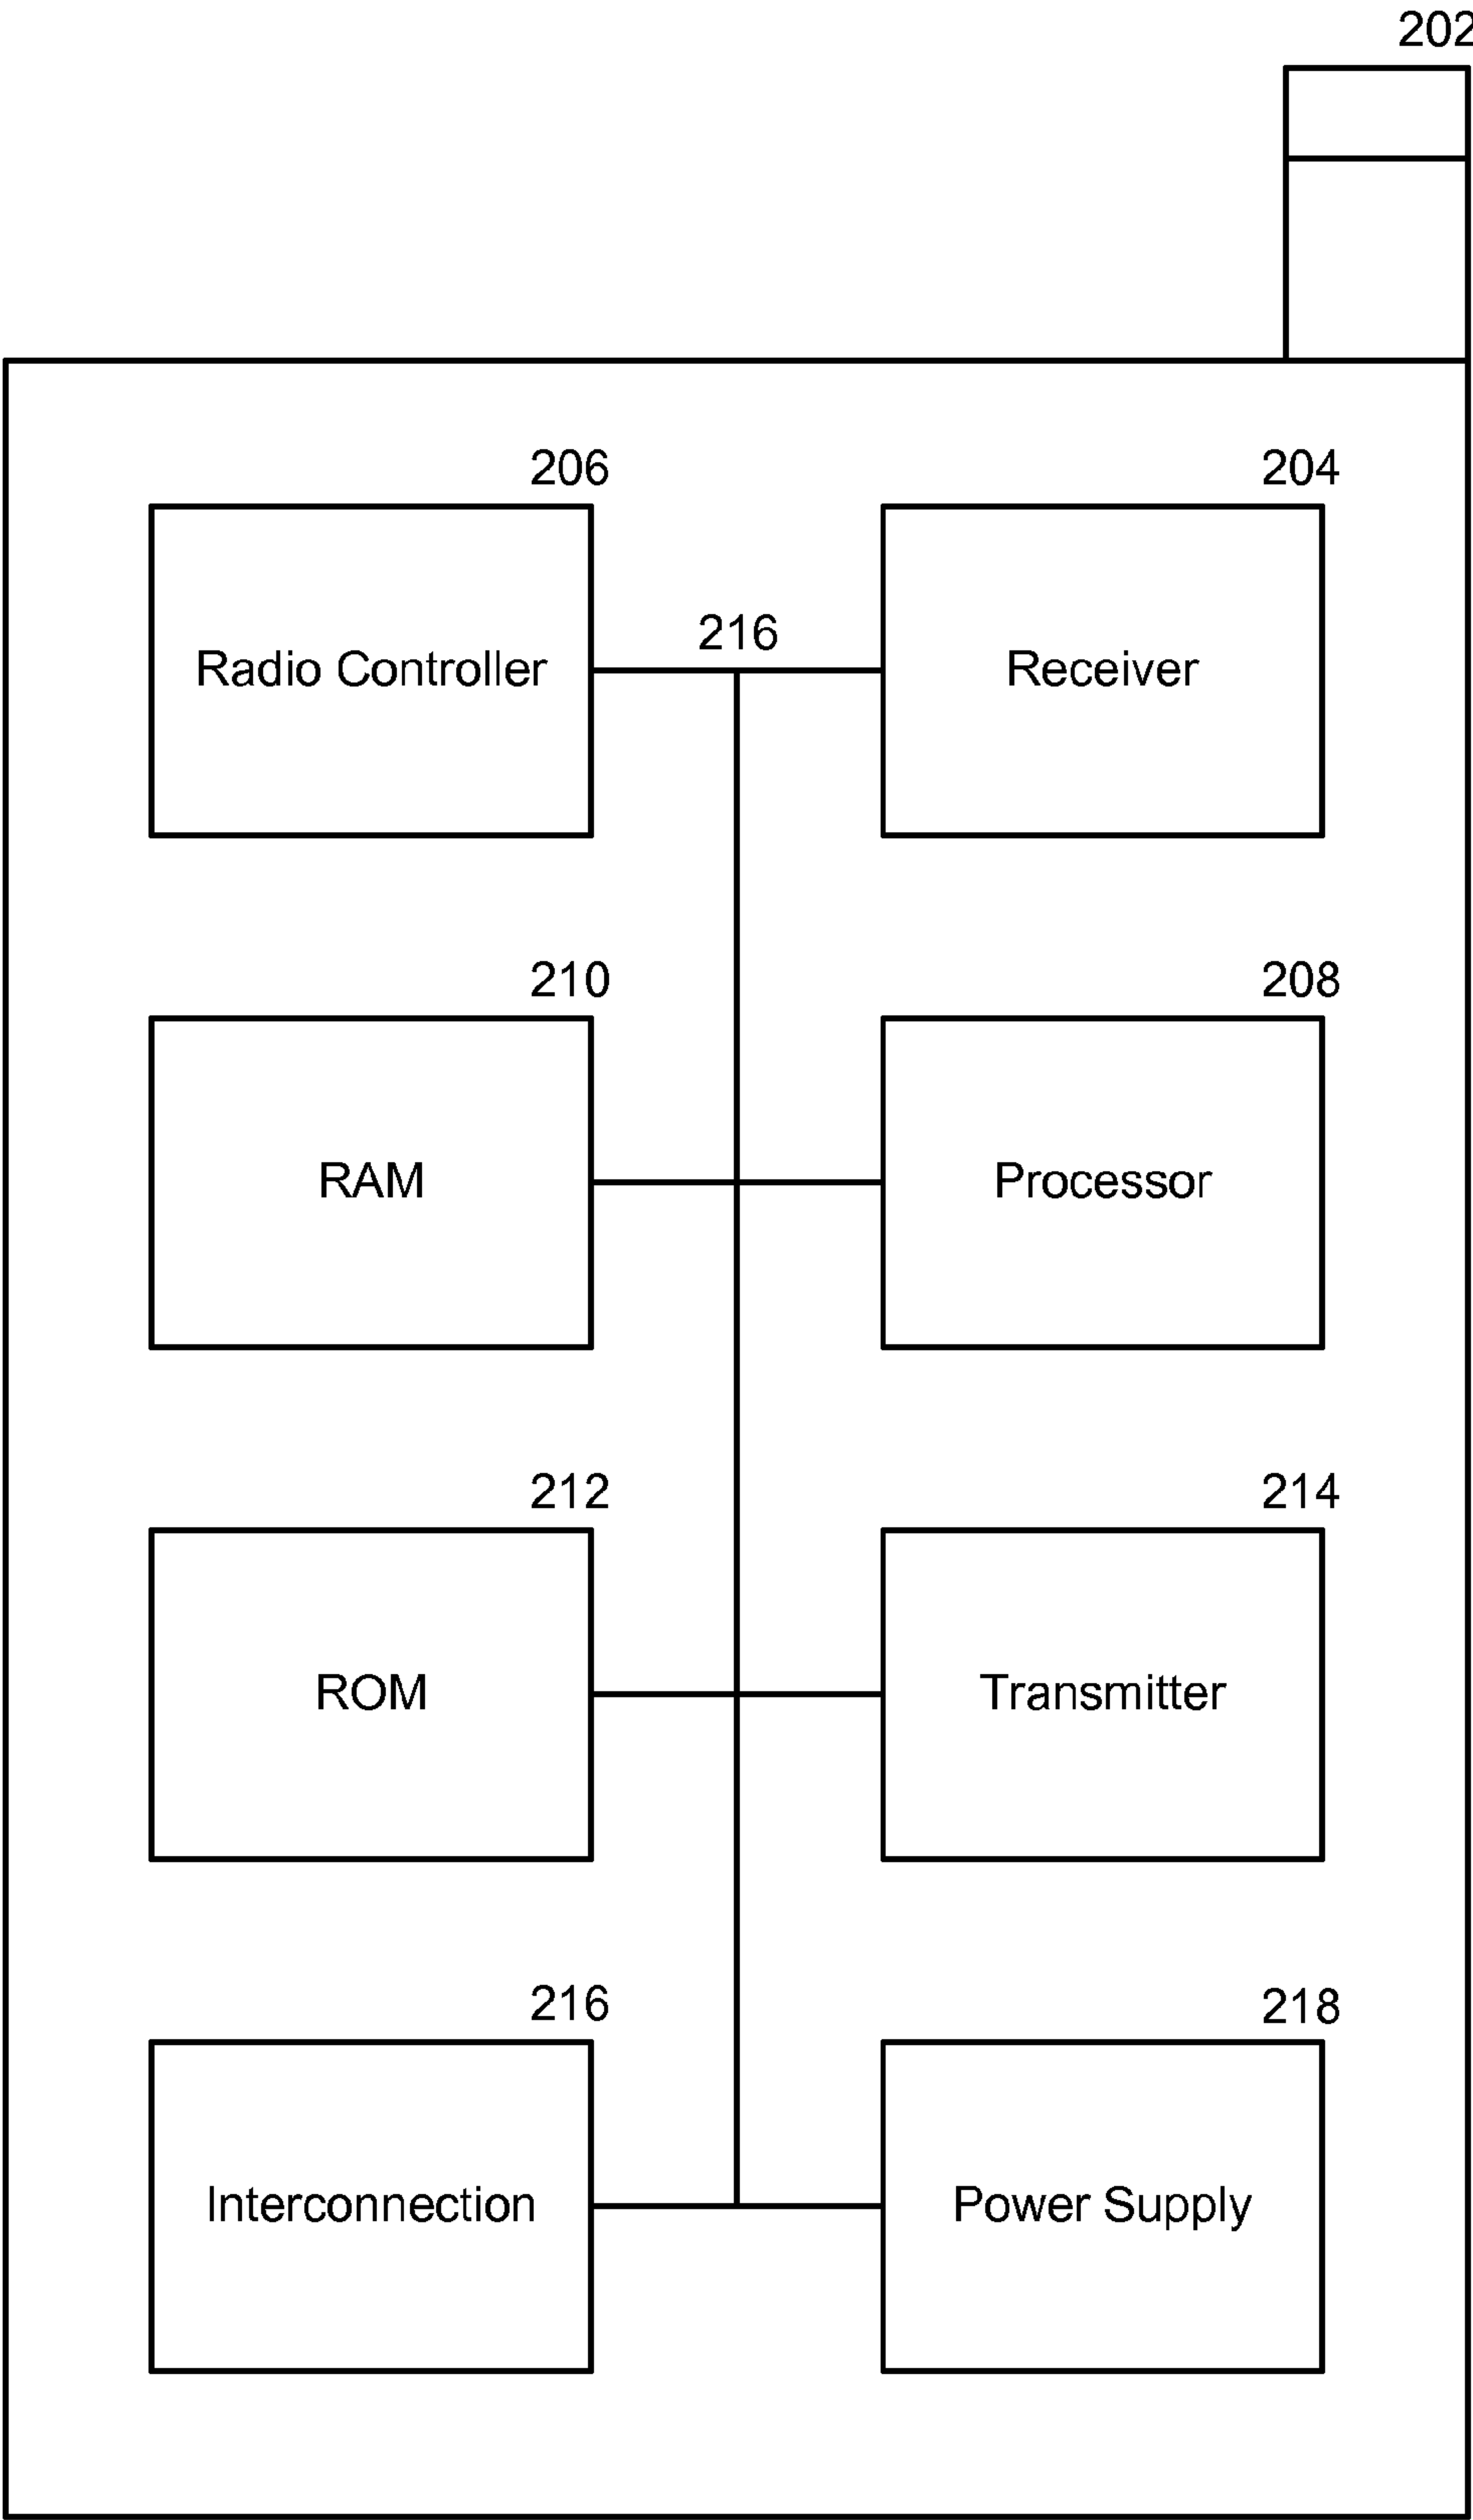 202
206
204
Radio Controller
216
Receiver
210
208
RAM
Processor
212
214
ROM
Transmitter
216
218
Interconnection
Power Supply